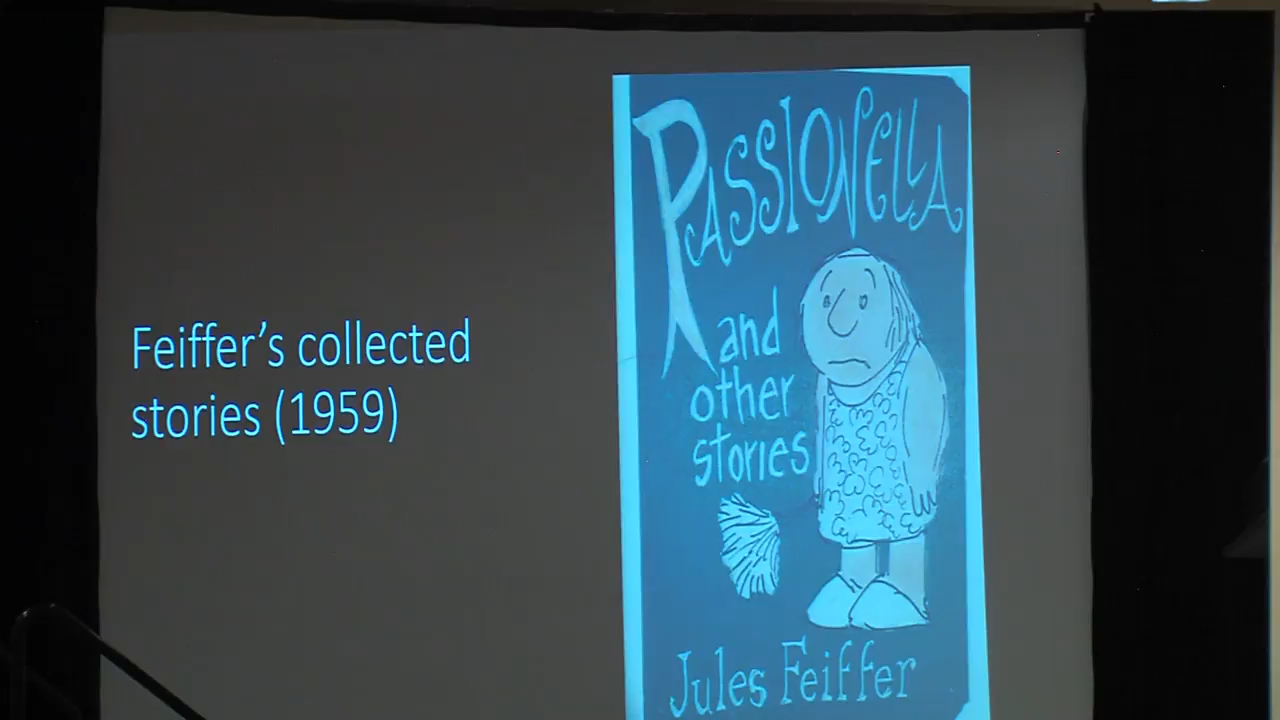 Feiffer's collected
stories (1959)
PASSIONELLA
and
other
stories
Jules Feiffer